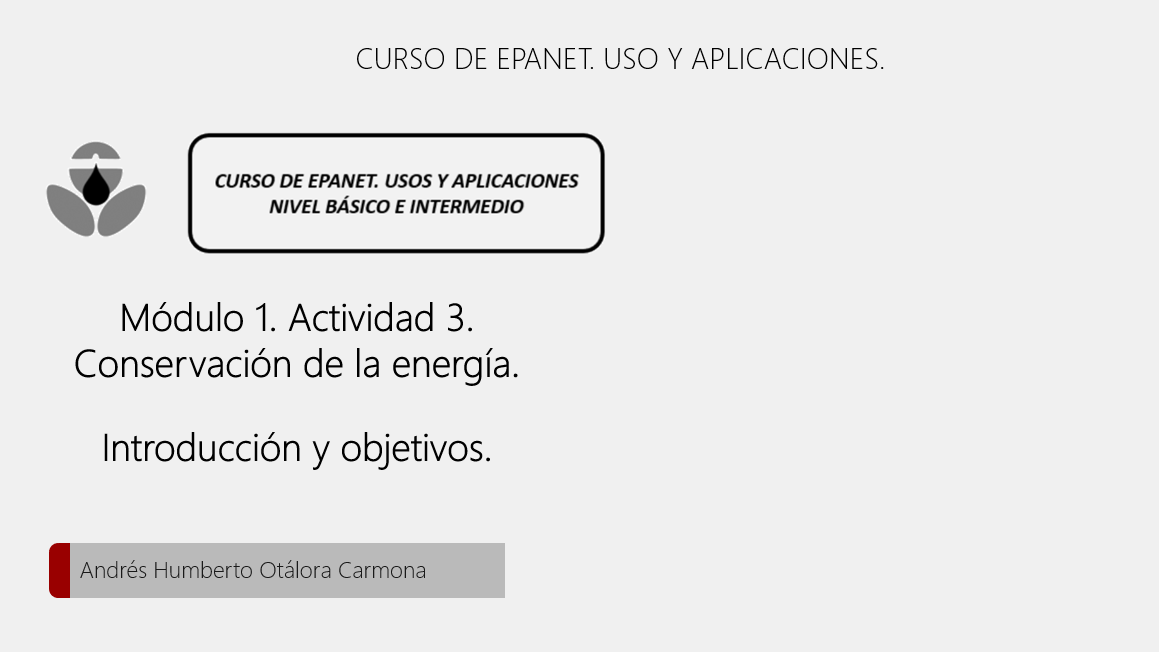 CURSO DE EPANET. USO Y APLICACIONES.
CURSO DE EPANET. USOS Y APLICACIONES
NIVEL BÁSICO E INTERMEDIO
Módulo 1. Actividad 3.
Conservación de la energía.
Introducción y objetivos.
Andrés Humberto Otálora Carmona